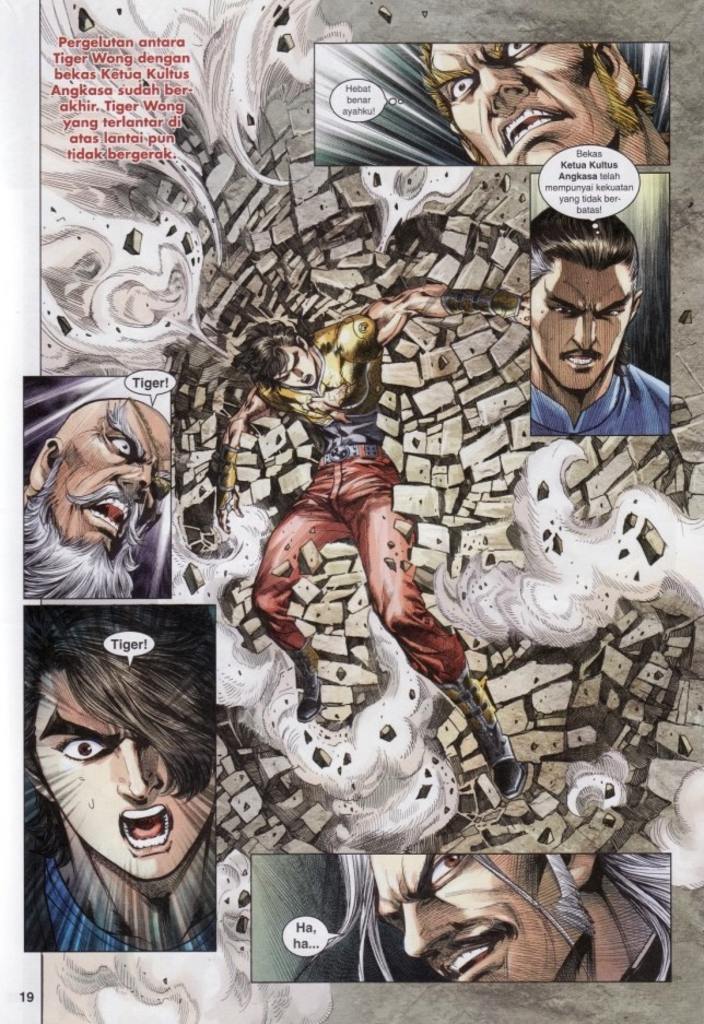 Pergelutan antara
Tiger Wong dengan
bekas Ketua Kultus
Angkasa sudah ber-
akhir. Tiger Wong
yang terlantar di
atas lantai pun
tidak bergerak.
Hebat
benar
ayahku!
Bekas
Ketua Kultus
Angkasa telah
mempunyai kekuatan
yang tidak ber-
batas!
Tiger!
Tiger!
Ha,
ha...
19